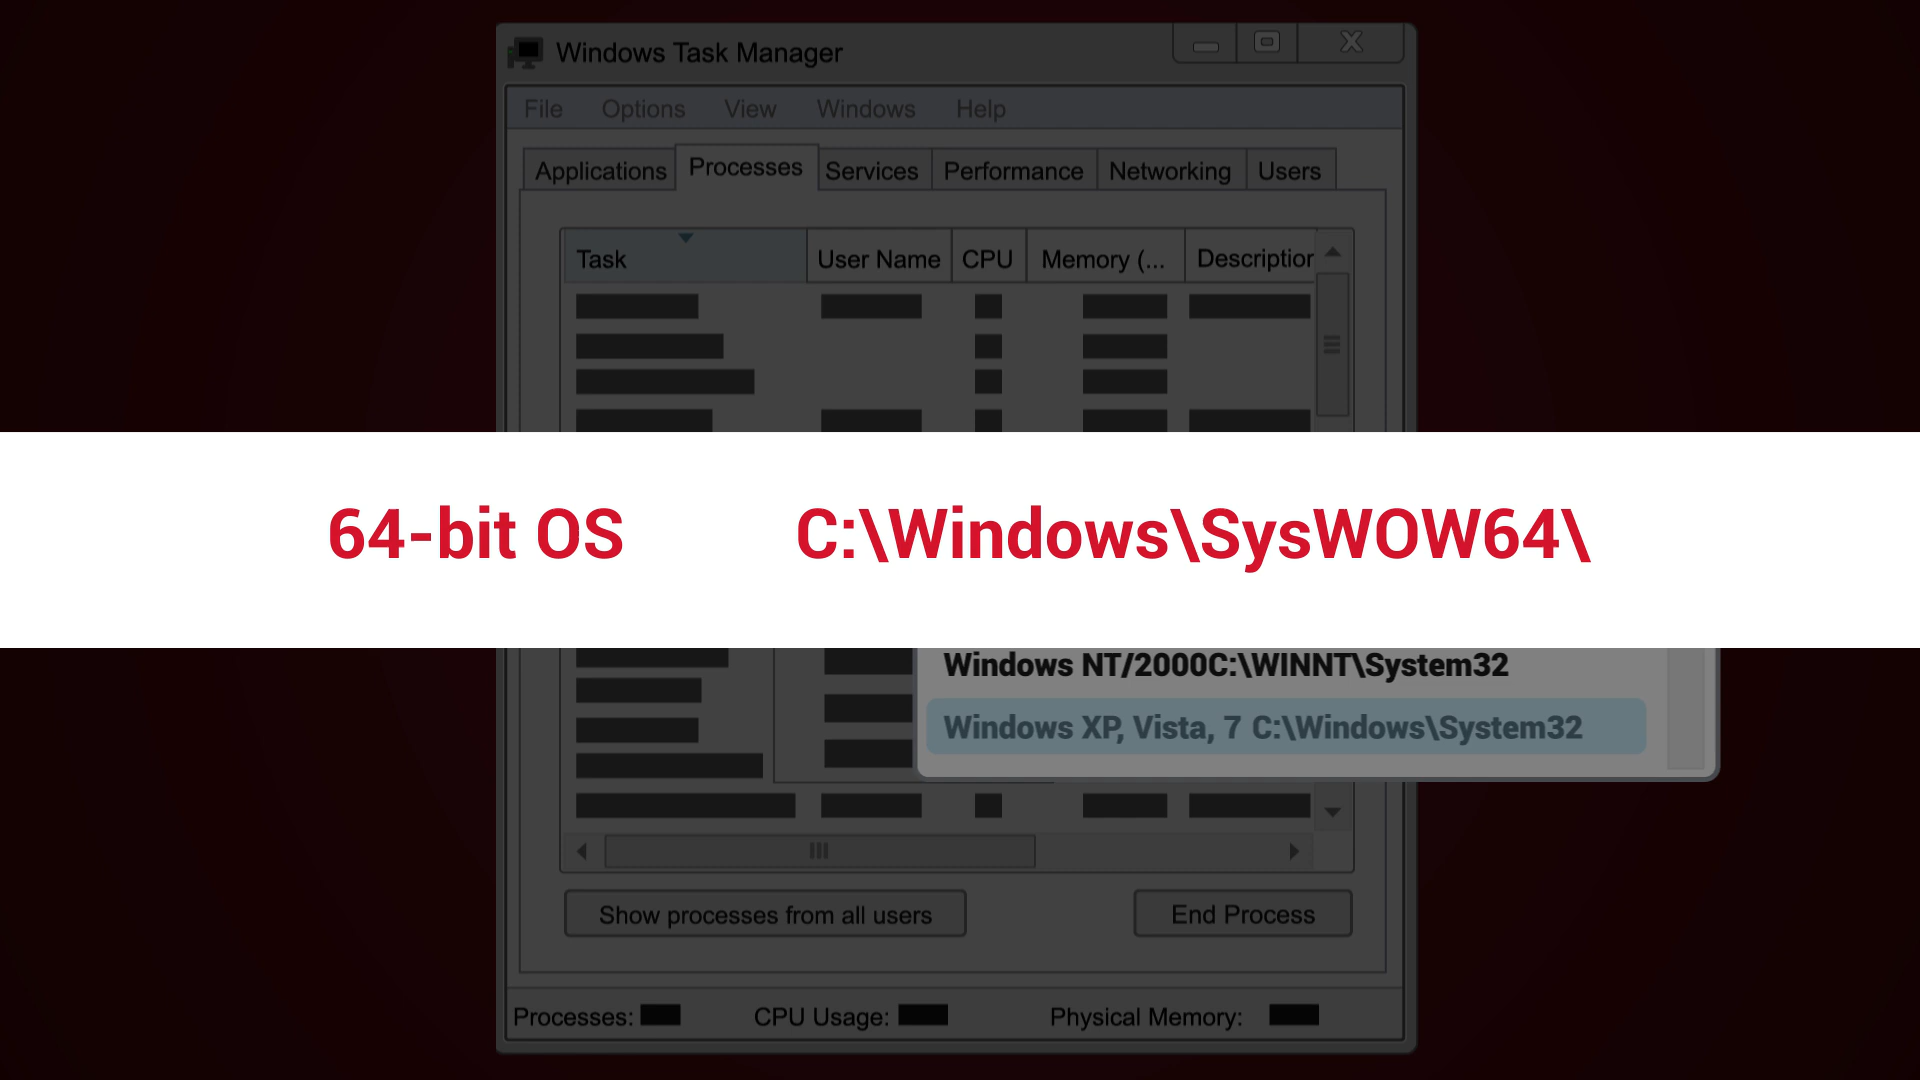 Windows Task Manager
File Options View Windows Help
Applications Processes Services Performance Networking Users
Task User Name CPU Memory (... Descriptior
64-bit OS C:\Windows\SysWOW64\
Windows NT/2000C:\WINNT\System32
Windows XP, Vista, 7 C:\Windows\System32
Show processes from all users End Process
Processes: CPU Usage: Physical Memory: